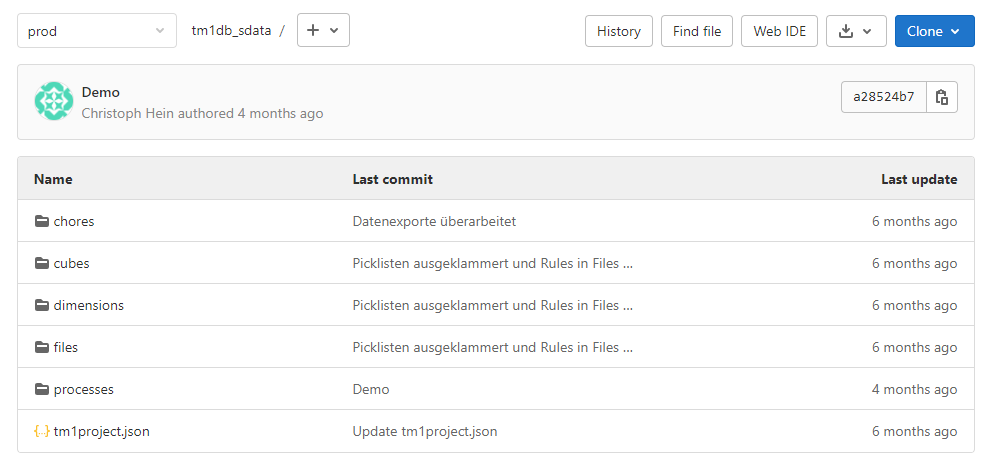 prod tm1db_sdata / History Find file Web IDE Clone
Demo
Christoph Hein authored 4 months ago
a28524b7
Name Last commit Last update
chores Datenexporte überarbeitet 6 months ago
cubes Picklisten ausgeklammert und Rules in Files ... 6 months ago
dimensions Picklisten ausgeklammert und Rules in Files ... 6 months ago
files Picklisten ausgeklammert und Rules in Files ... 6 months ago
processes Demo 4 months ago
tm1project.json Update tm1project.json 6 months ago